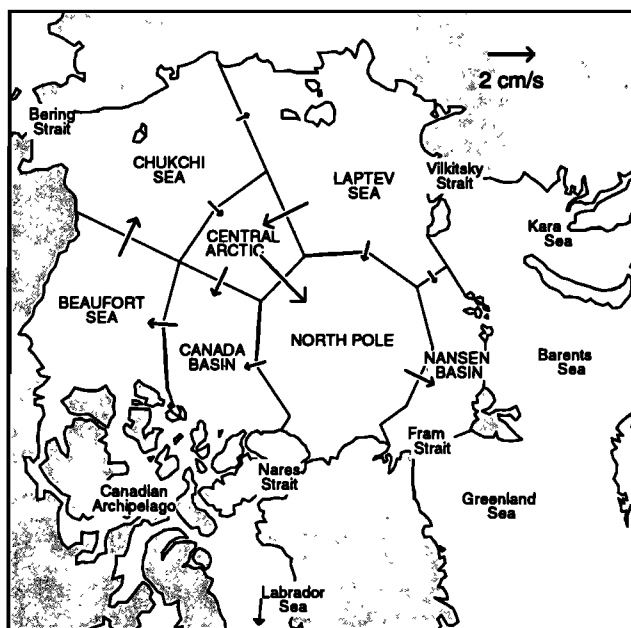 2 cm/s
Bering
Strait
CHUKCHI
SEA
LAPTEV
SEA
Vilkitsky
Strait
Kara
Sea
CENTRAL
ARCTIC
BEAUFORT
SEA
CANADA
BASIN
NORTH POLE
NANSEN
BASIN
Barents
Sea
Fram
Strait
Nares
Strait
Canadian
Archipelago
Greenland
Sea
Labrador
Sea